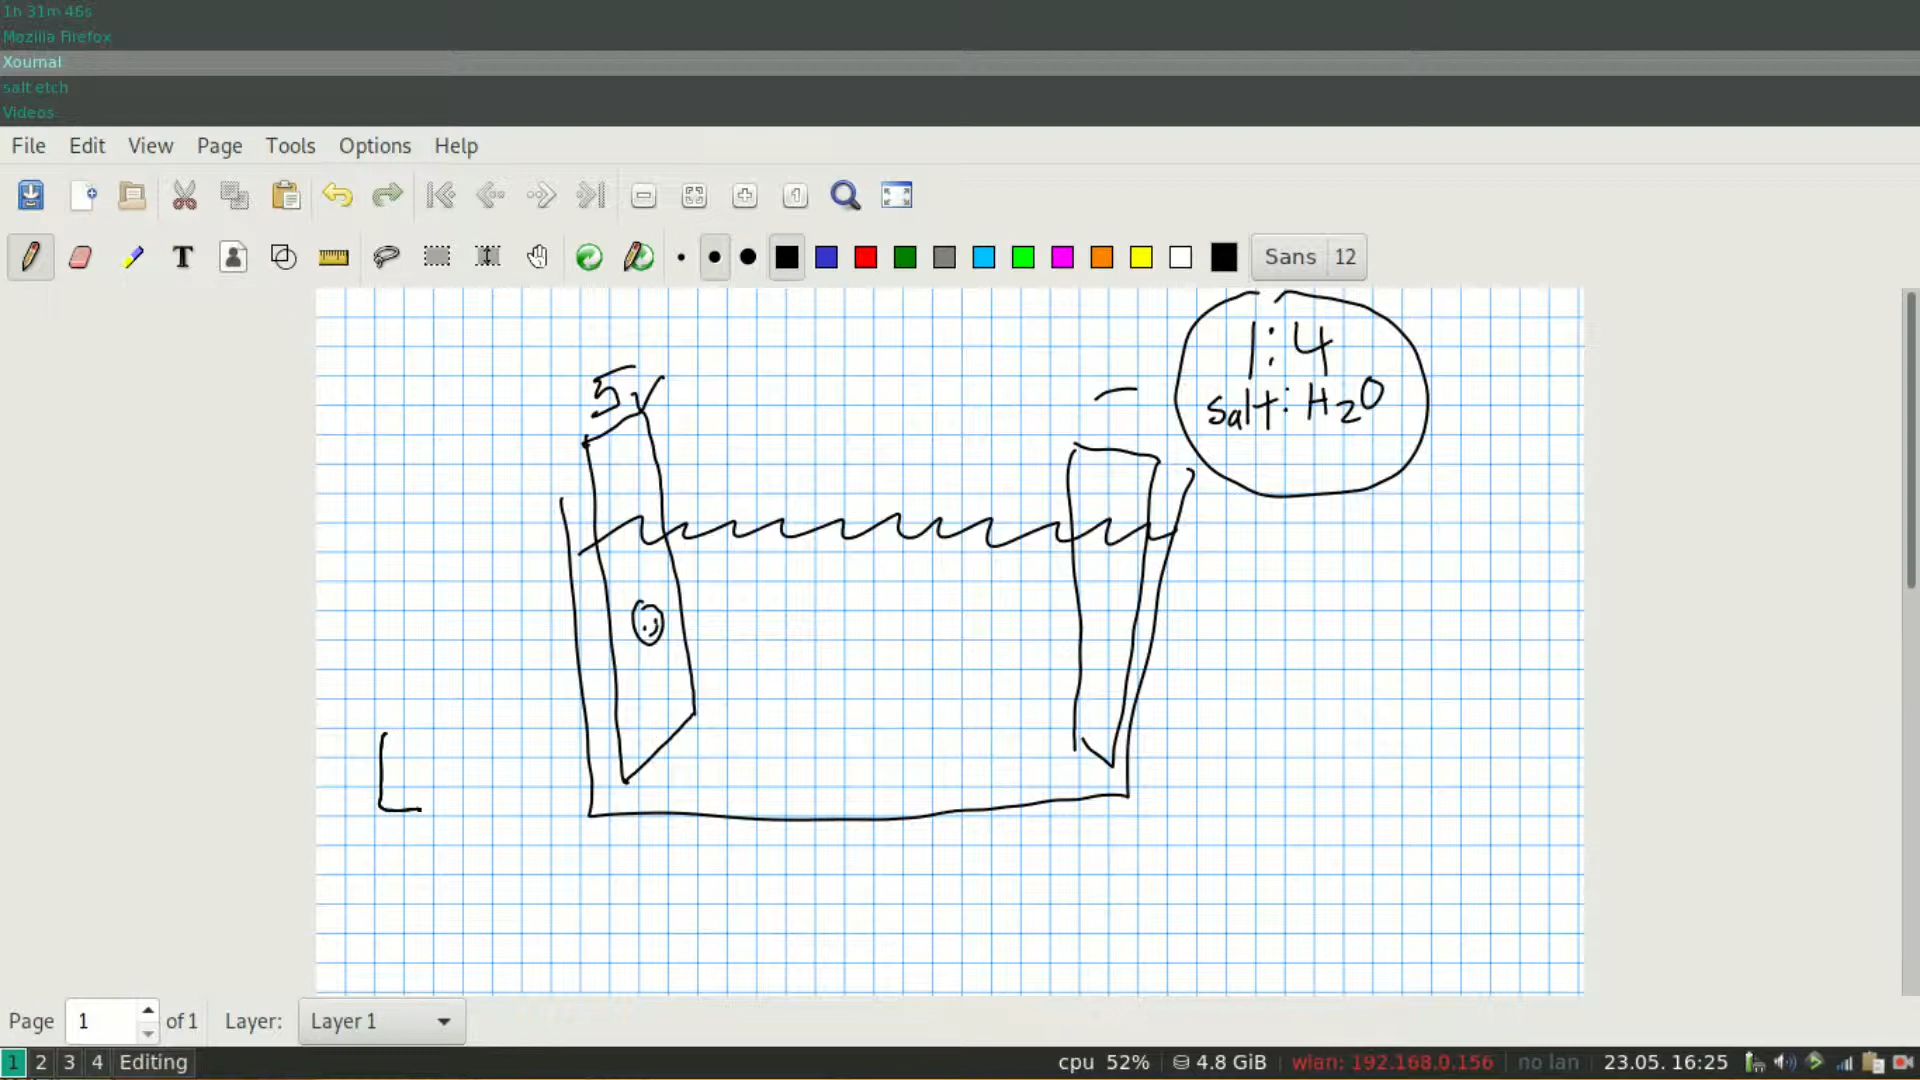 1h 31m 46s
Mozilla Firefox
Xournal
salt etch
Videos
File Edit View Page Tools Options Help
T Sans 12
1:4
5V
salt: H2O
Page 1 of 1 Layer: Layer 1
1 2 3 4 Editing cpu 52% 4.8 GiB wlan: 192.168.0.156 no lan 23.05. 16:25